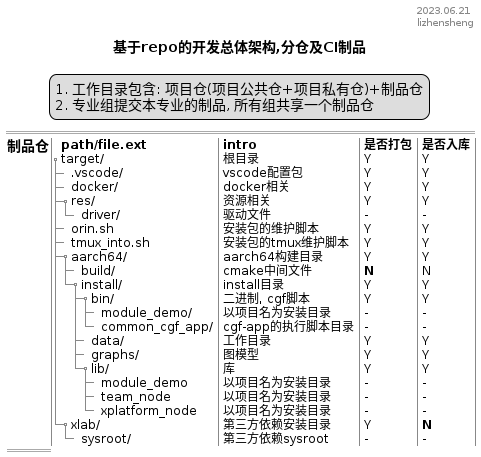 2023.06.21
lizhensheng
基于repo的开发总体架构,分仓及CI制品
1. 工作目录包含: 项目仓(项目公共仓+项目私有仓)+制品仓
2. 专业组提交本专业的制品, 所有组共享一个制品仓
制品仓 path/file.ext intro 是否打包 是否入库
target/ 根目录 Y Y
.vscode/ vscode配置包 Y Y
docker/ docker相关 Y Y
res/ 资源相关 Y Y
driver/ 驱动文件 - -
orin.sh 安装包的维护脚本 Y Y
tmux_into.sh 安装包的tmux维护脚本 Y Y
aarch64/ aarch64构建目录 Y Y
build/ cmake中间文件 N N
install/ install目录 Y Y
bin/ 二进制, cgf脚本 Y Y
module_demo/ 以项目名为安装目录 - -
common_cgf_app/ cgf-app的执行脚本目录 - -
data/ 工作目录 Y Y
graphs/ 图模型 Y Y
lib/ 库 Y Y
module_demo 以项目名为安装目录 - -
team_node 以项目名为安装目录 - -
xplatform_node 以项目名为安装目录 - -
xlab/ 第三方依赖安装目录 Y N
sysroot/ 第三方依赖sysroot - -